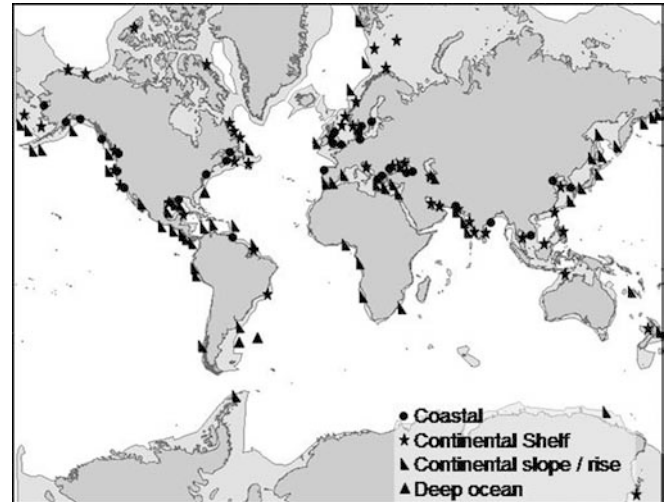 Coastal
Continental Shelf
Continental slope / rise
Deep ocean